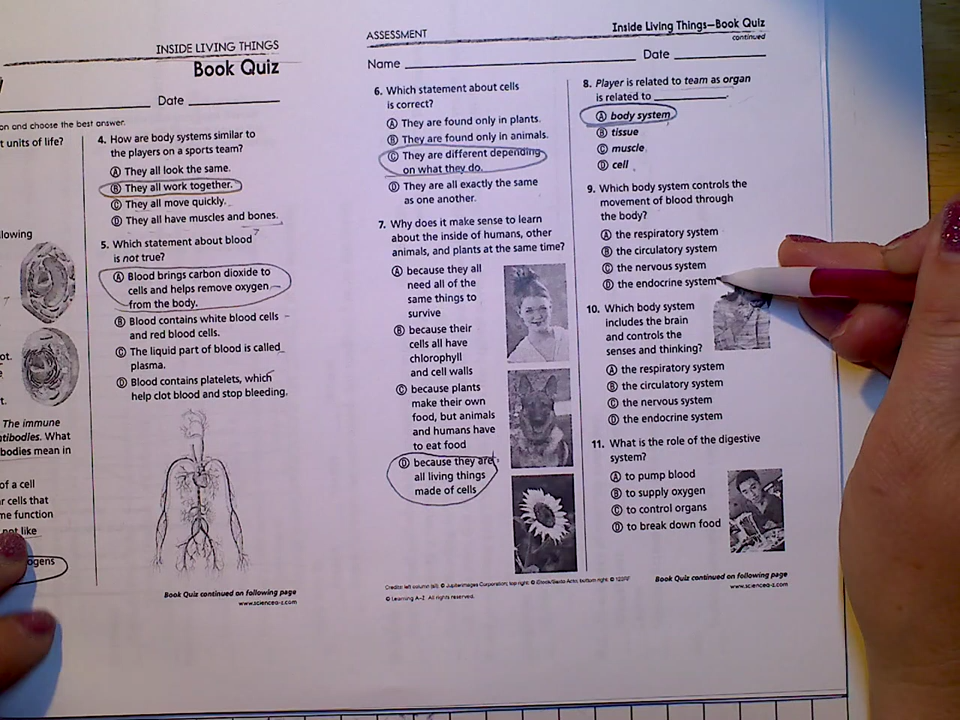 INSIDE LIVING THINGS
Book Quiz
Date
on and choose the best answer.
t units of life?
lowing
ot.
t.
The immune
tibodies. What
bodies mean in
of a cell
r cells that
me function
not like
ogens
4. How are body systems similar to
the players on a sports team?
A They all look the same.
B They all work together.
C They all move quickly.
D They all have muscles and bones.
5. Which statement about blood
is not true?
A Blood brings carbon dioxide to
cells and helps remove oxygen
from the body.
B Blood contains white blood cells
and red blood cells.
C The liquid part of blood is called
plasma.
D Blood contains platelets, which
help clot blood and stop bleeding.
Book Quiz continued on following page
www.sciencea-z.com
ASSESSMENT
Inside Living Things—Book Quiz
continued
Name
Date
6. Which statement about cells
is correct?
A They are found only in plants.
B They are found only in animals.
C They are different depending
on what they do.
D They are all exactly the same
as one another.
7. Why does it make sense to learn
about the inside of humans, other
animals, and plants at the same time?
A because they all
need all of the
same things to
survive
B because their
cells all have
chlorophyll
and cell walls
C because plants
make their own
food, but animals
and humans have
to eat food
D because they are
all living things
made of cells
8. Player is related to team as organ
is related to
A body system
B tissue
C muscle
D cell
9. Which body system controls the
movement of blood through
the body?
A the respiratory system
B the circulatory system
C the nervous system
D the endocrine system
10. Which body system
includes the brain
and controls the
senses and thinking?
A the respiratory system
B the circulatory system
C the nervous system
D the endocrine system
11. What is the role of the digestive
system?
A to pump blood
B to supply oxygen
C to control organs
D to break down food
Credits: left column (all): © Jupiterimages Corporation; top right: © iStock/Sacto Actc; bottom right: © 123RF
© Learning A–Z All rights reserved.
Book Quiz continued on following page
www.sciencea-z.com